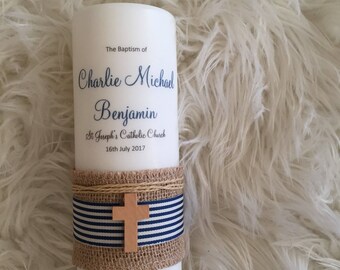 The Baptism of
Charlie Michael
Benjamin
St Joseph's Catholic Church
16th July 2017